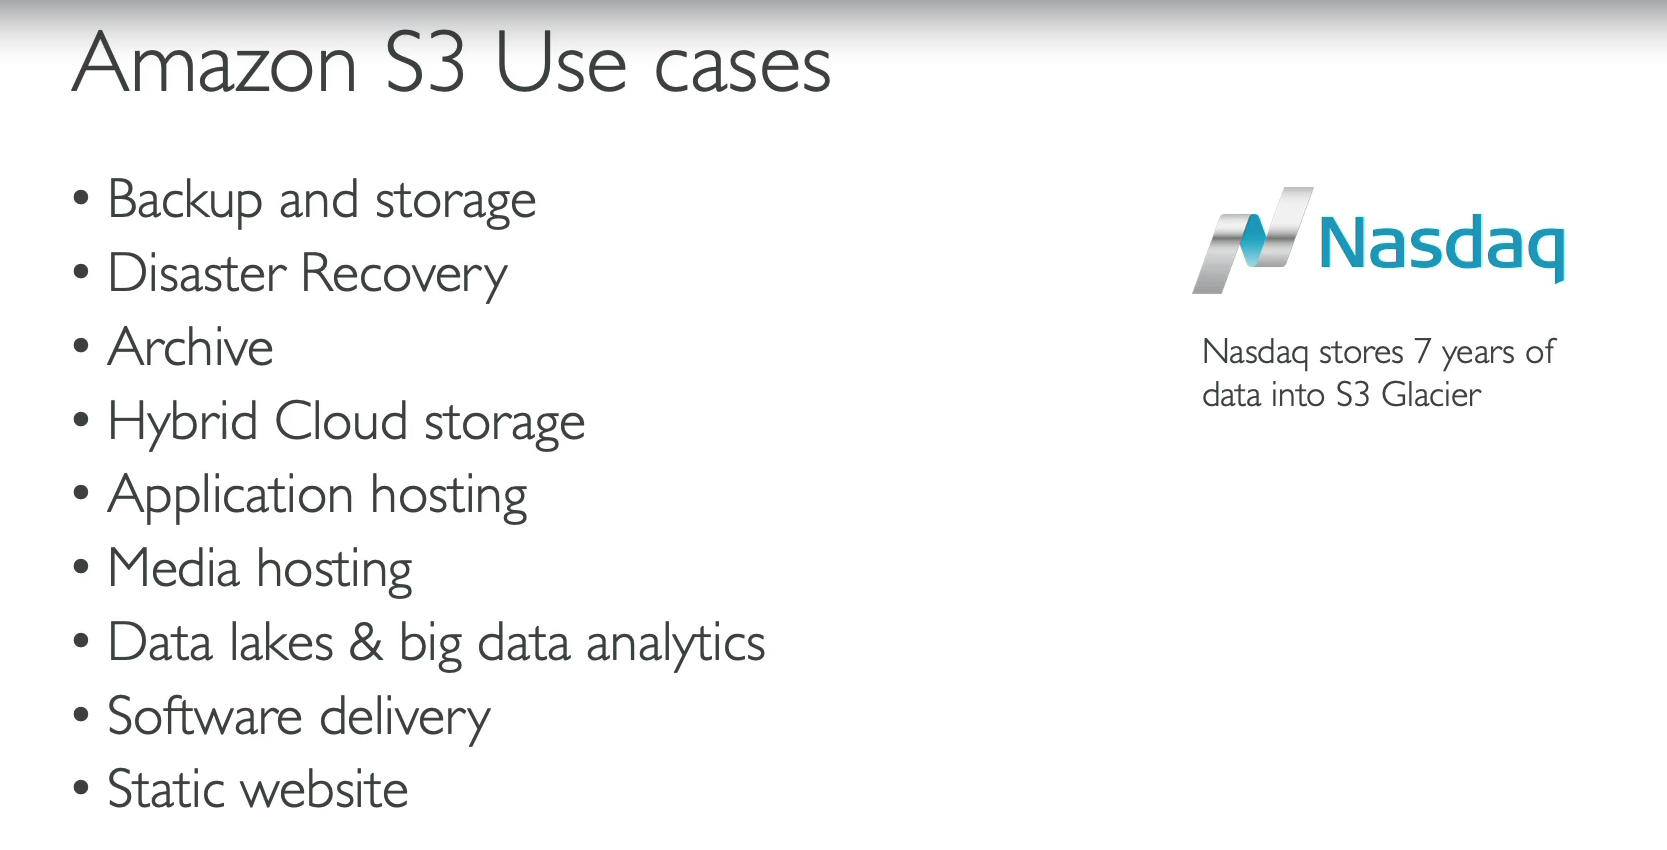 Amazon S3 Use cases
• Backup and storage
• Disaster Recovery
• Archive
• Hybrid Cloud storage
• Application hosting
• Media hosting
• Data lakes & big data analytics
• Software delivery
• Static website
Nasdaq
Nasdaq stores 7 years of
data into S3 Glacier